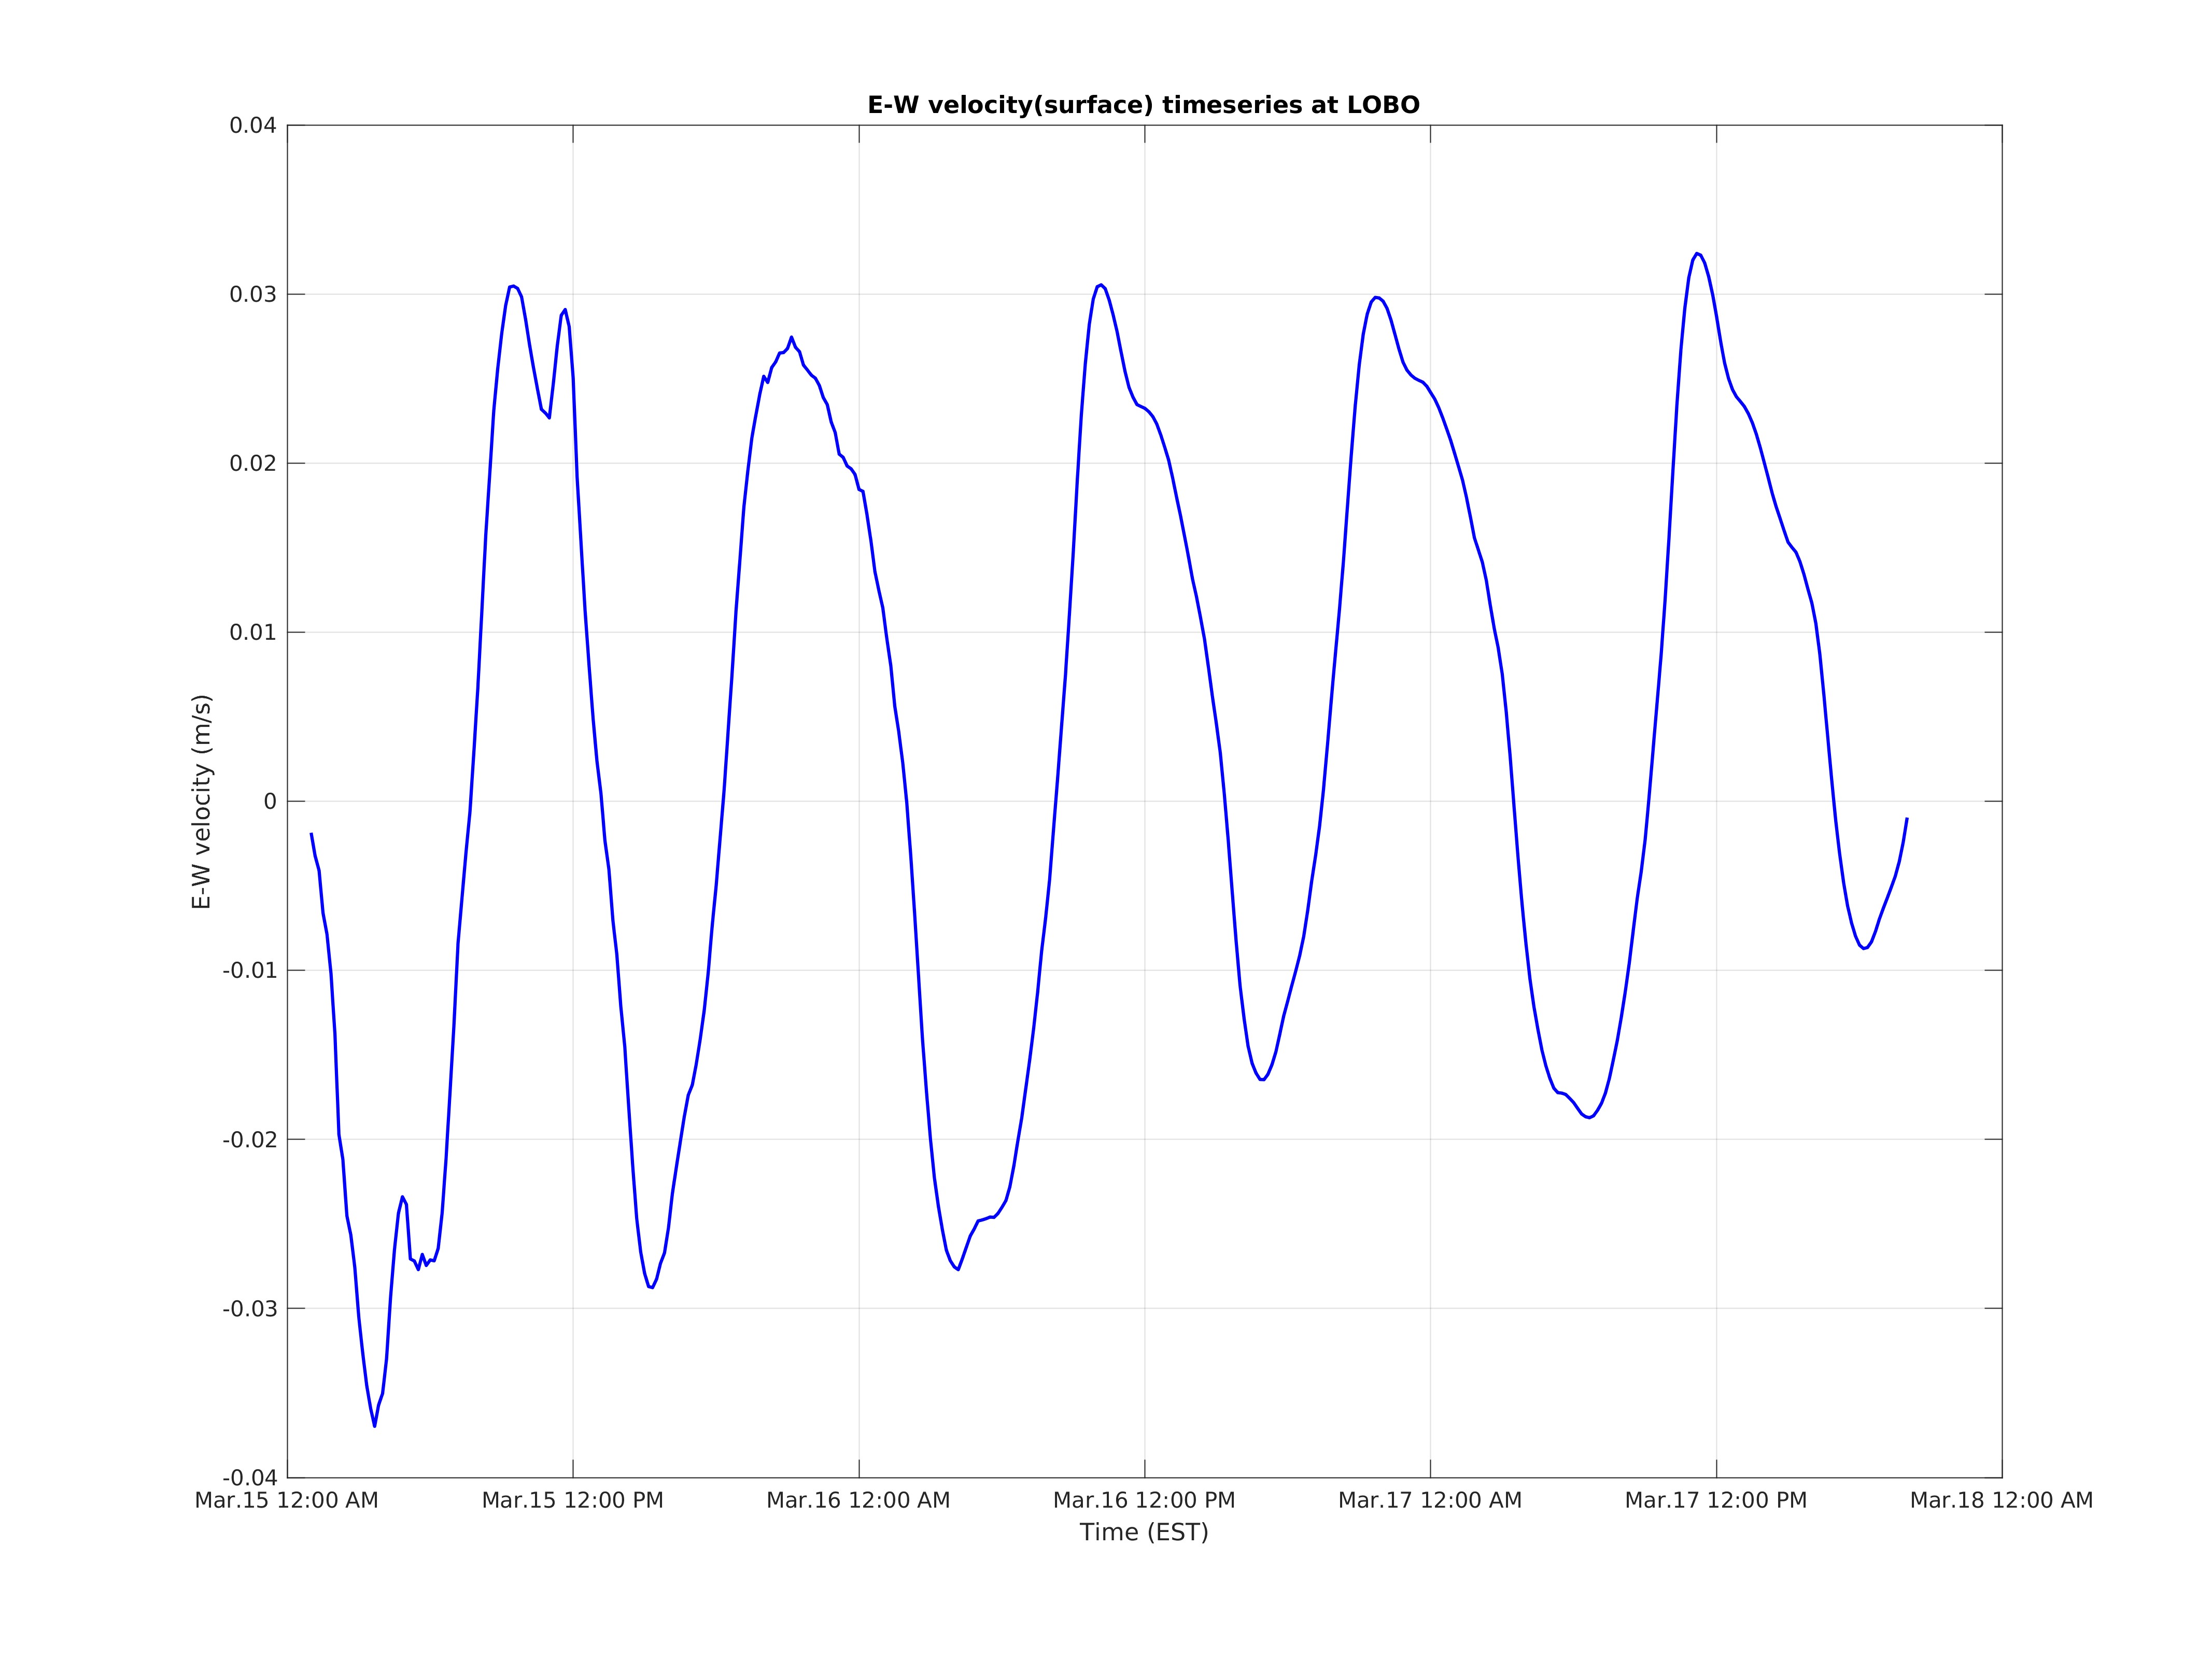 E-W velocity(surface) timeseries at LOBO
0.04
0.03
0.02
0.01
0
-0.01
-0.02
-0.03
-0.04
E-W velocity (m/s)
Mar.15 12:00 AM Mar.15 12:00 PM Mar.16 12:00 AM Mar.16 12:00 PM Mar.17 12:00 AM Mar.17 12:00 PM Mar.18 12:00 AM
Time (EST)